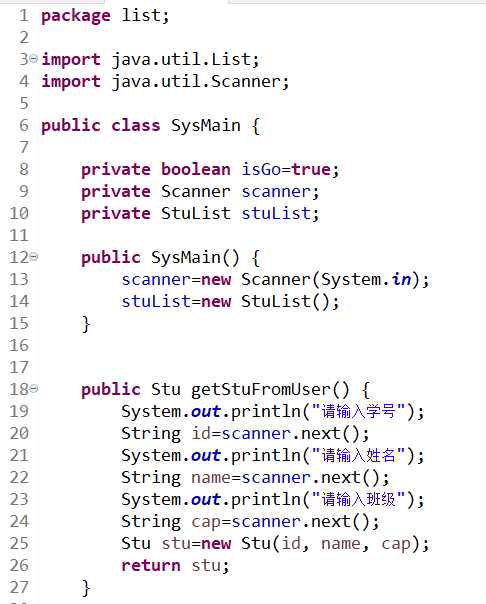 1 package list;
2
3 import java.util.List;
4 import java.util.Scanner;
5
6 public class SysMain {
7
8     private boolean isGo=true;
9     private Scanner scanner;
10     private StuList stuList;
11
12     public SysMain() {
13         scanner=new Scanner(System.in);
14         stuList=new StuList();
15     }
16
17
18     public Stu getStuFromUser() {
19         System.out.println("请输入学号");
20         String id=scanner.next();
21         System.out.println("请输入姓名");
22         String name=scanner.next();
23         System.out.println("请输入班级");
24         String cap=scanner.next();
25         Stu stu=new Stu(id, name, cap);
26         return stu;
27     }